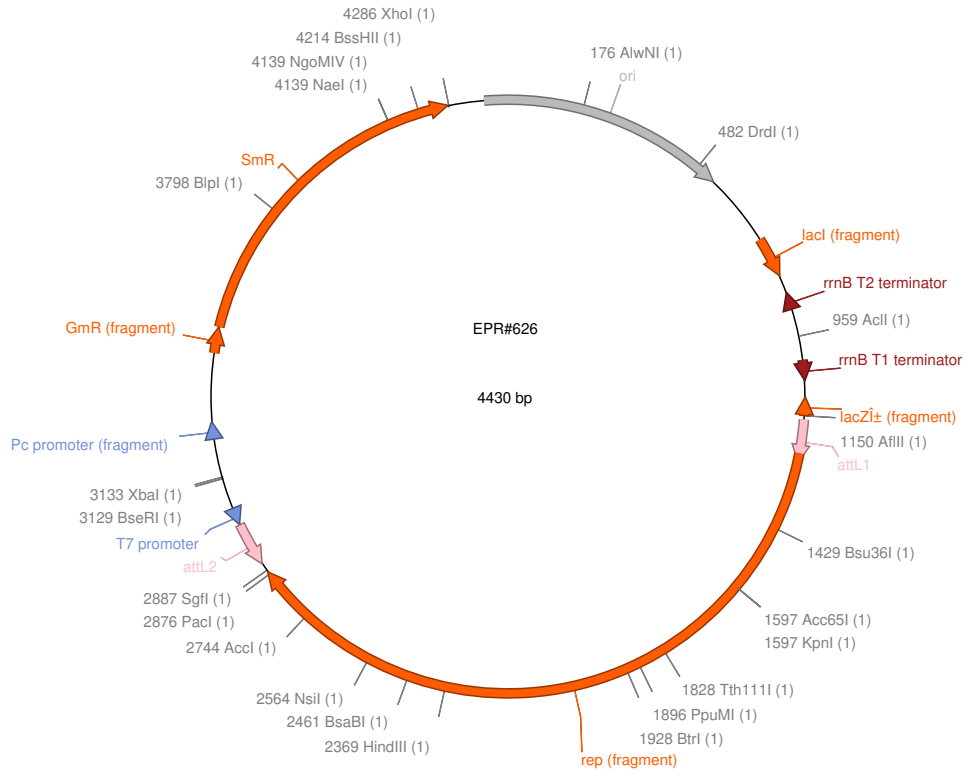 4286 XhoI (1)
4214 BssHII (1)
4139 NgoMIV (1)
4139 NaeI (1)
176 AlwNI (1)
ori
482 DrdI (1)
SmR
3798 BlpI (1)
lacI (fragment)
rrnB T2 terminator
GmR (fragment)
EPR#626
959 AclI (1)
rrnB T1 terminator
4430 bp
lacZÎ± (fragment)
1150 AflII (1)
attL1
Pc promoter (fragment)
3133 XbaI (1)
3129 BseRI (1)
T7 promoter
attL2
1429 Bsu36I (1)
2887 SgfI (1)
2876 PacI (1)
2744 AccI (1)
1597 Acc65I (1)
1597 KpnI (1)
2564 NsiI (1)
2461 BsaBI (1)
2369 HindIII (1)
1828 Tth111I (1)
1896 PpuMI (1)
1928 BtrI (1)
rep (fragment)